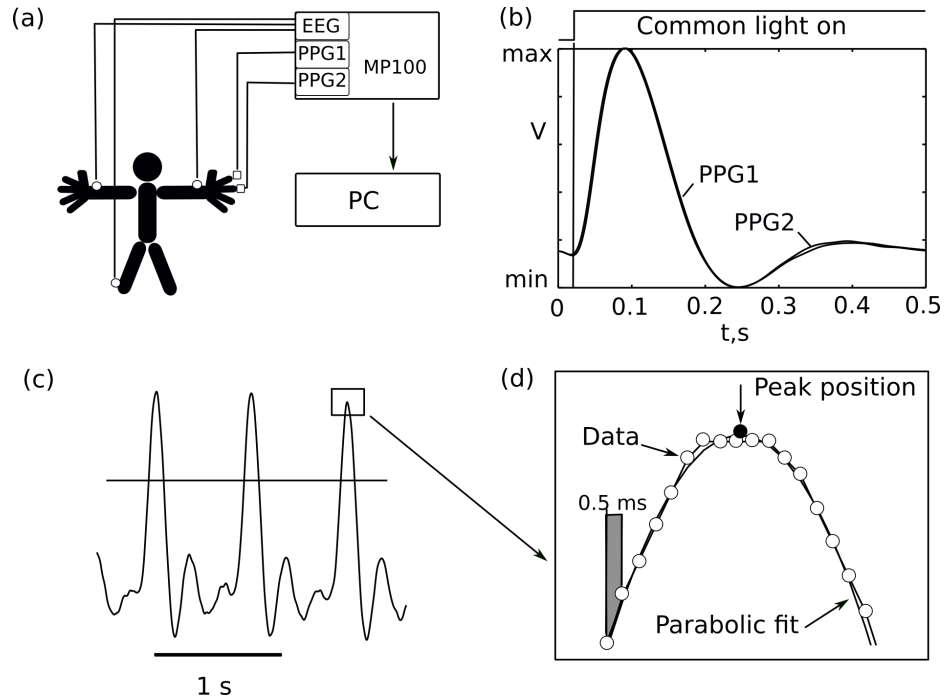 (a)
EEG
PPG1
PPG2
MP100
PC
(b)
Common light on
max
V
min
PPG1
PPG2
0
0.1
0.2
0.3
0.4
0.5
t,s
(c)
1 s
(d)
Peak position
Data
0.5 ms
Parabolic fit